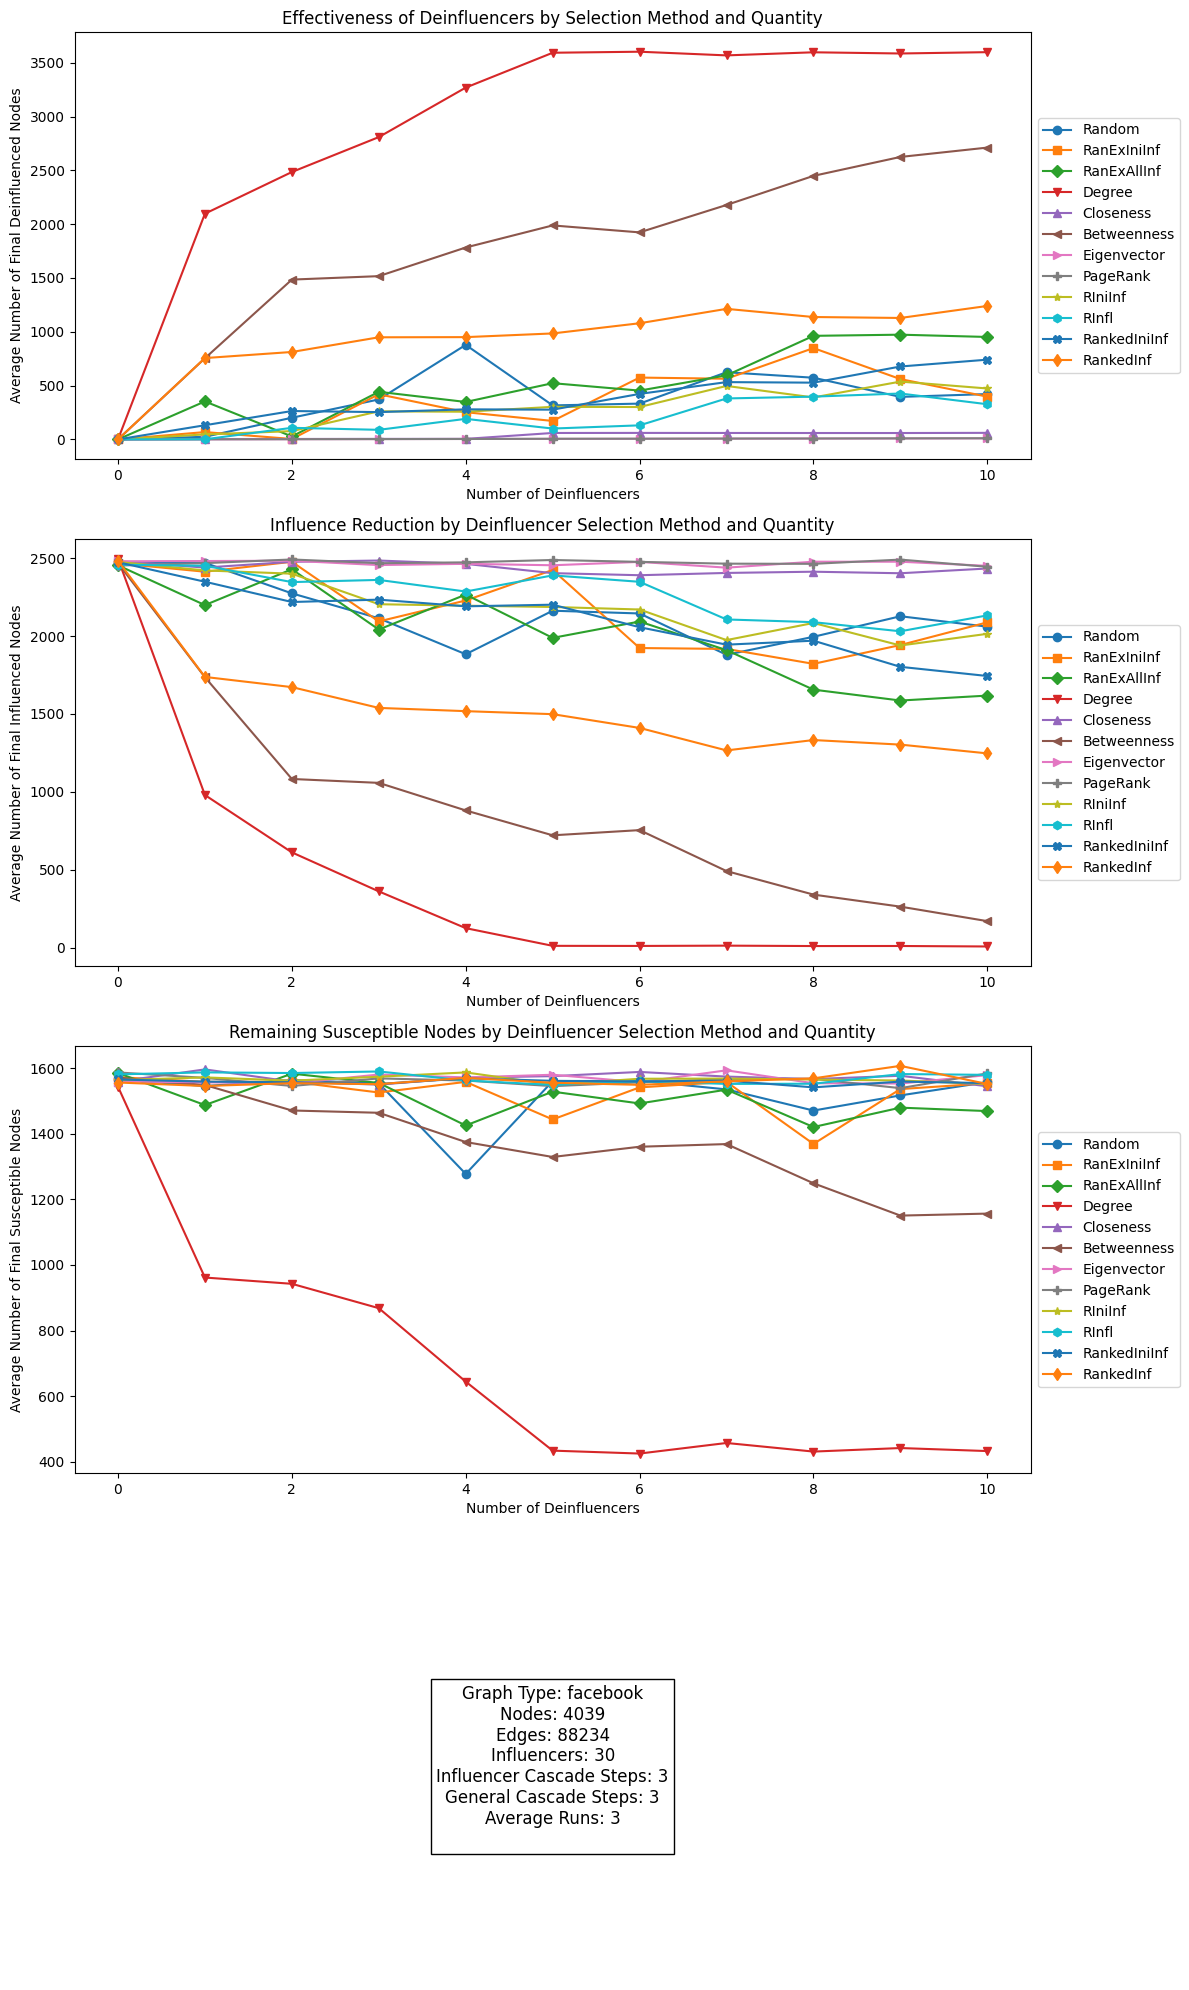 Effectiveness of Deinfluencers by Selection Method and Quantity
Average Number of Final Deinfluenced Nodes
3500
3000
2500
2000
1500
1000
500
0
0 2 4 6 8 10
Number of Deinfluencers
Random
RanExIniInf
RanExAllInf
Degree
Closeness
Betweenness
Eigenvector
PageRank
RIniInf
RInfl
RankedIniInf
RankedInf
Influence Reduction by Deinfluencer Selection Method and Quantity
Average Number of Final Influenced Nodes
2500
2000
1500
1000
500
0
0 2 4 6 8 10
Number of Deinfluencers
Random
RanExIniInf
RanExAllInf
Degree
Closeness
Betweenness
Eigenvector
PageRank
RIniInf
RInfl
RankedIniInf
RankedInf
Remaining Susceptible Nodes by Deinfluencer Selection Method and Quantity
Average Number of Final Susceptible Nodes
1600
1400
1200
1000
800
600
400
0 2 4 6 8 10
Number of Deinfluencers
Random
RanExIniInf
RanExAllInf
Degree
Closeness
Betweenness
Eigenvector
PageRank
RIniInf
RInfl
RankedIniInf
RankedInf
Graph Type: facebook
Nodes: 4039
Edges: 88234
Influencers: 30
Influencer Cascade Steps: 3
General Cascade Steps: 3
Average Runs: 3